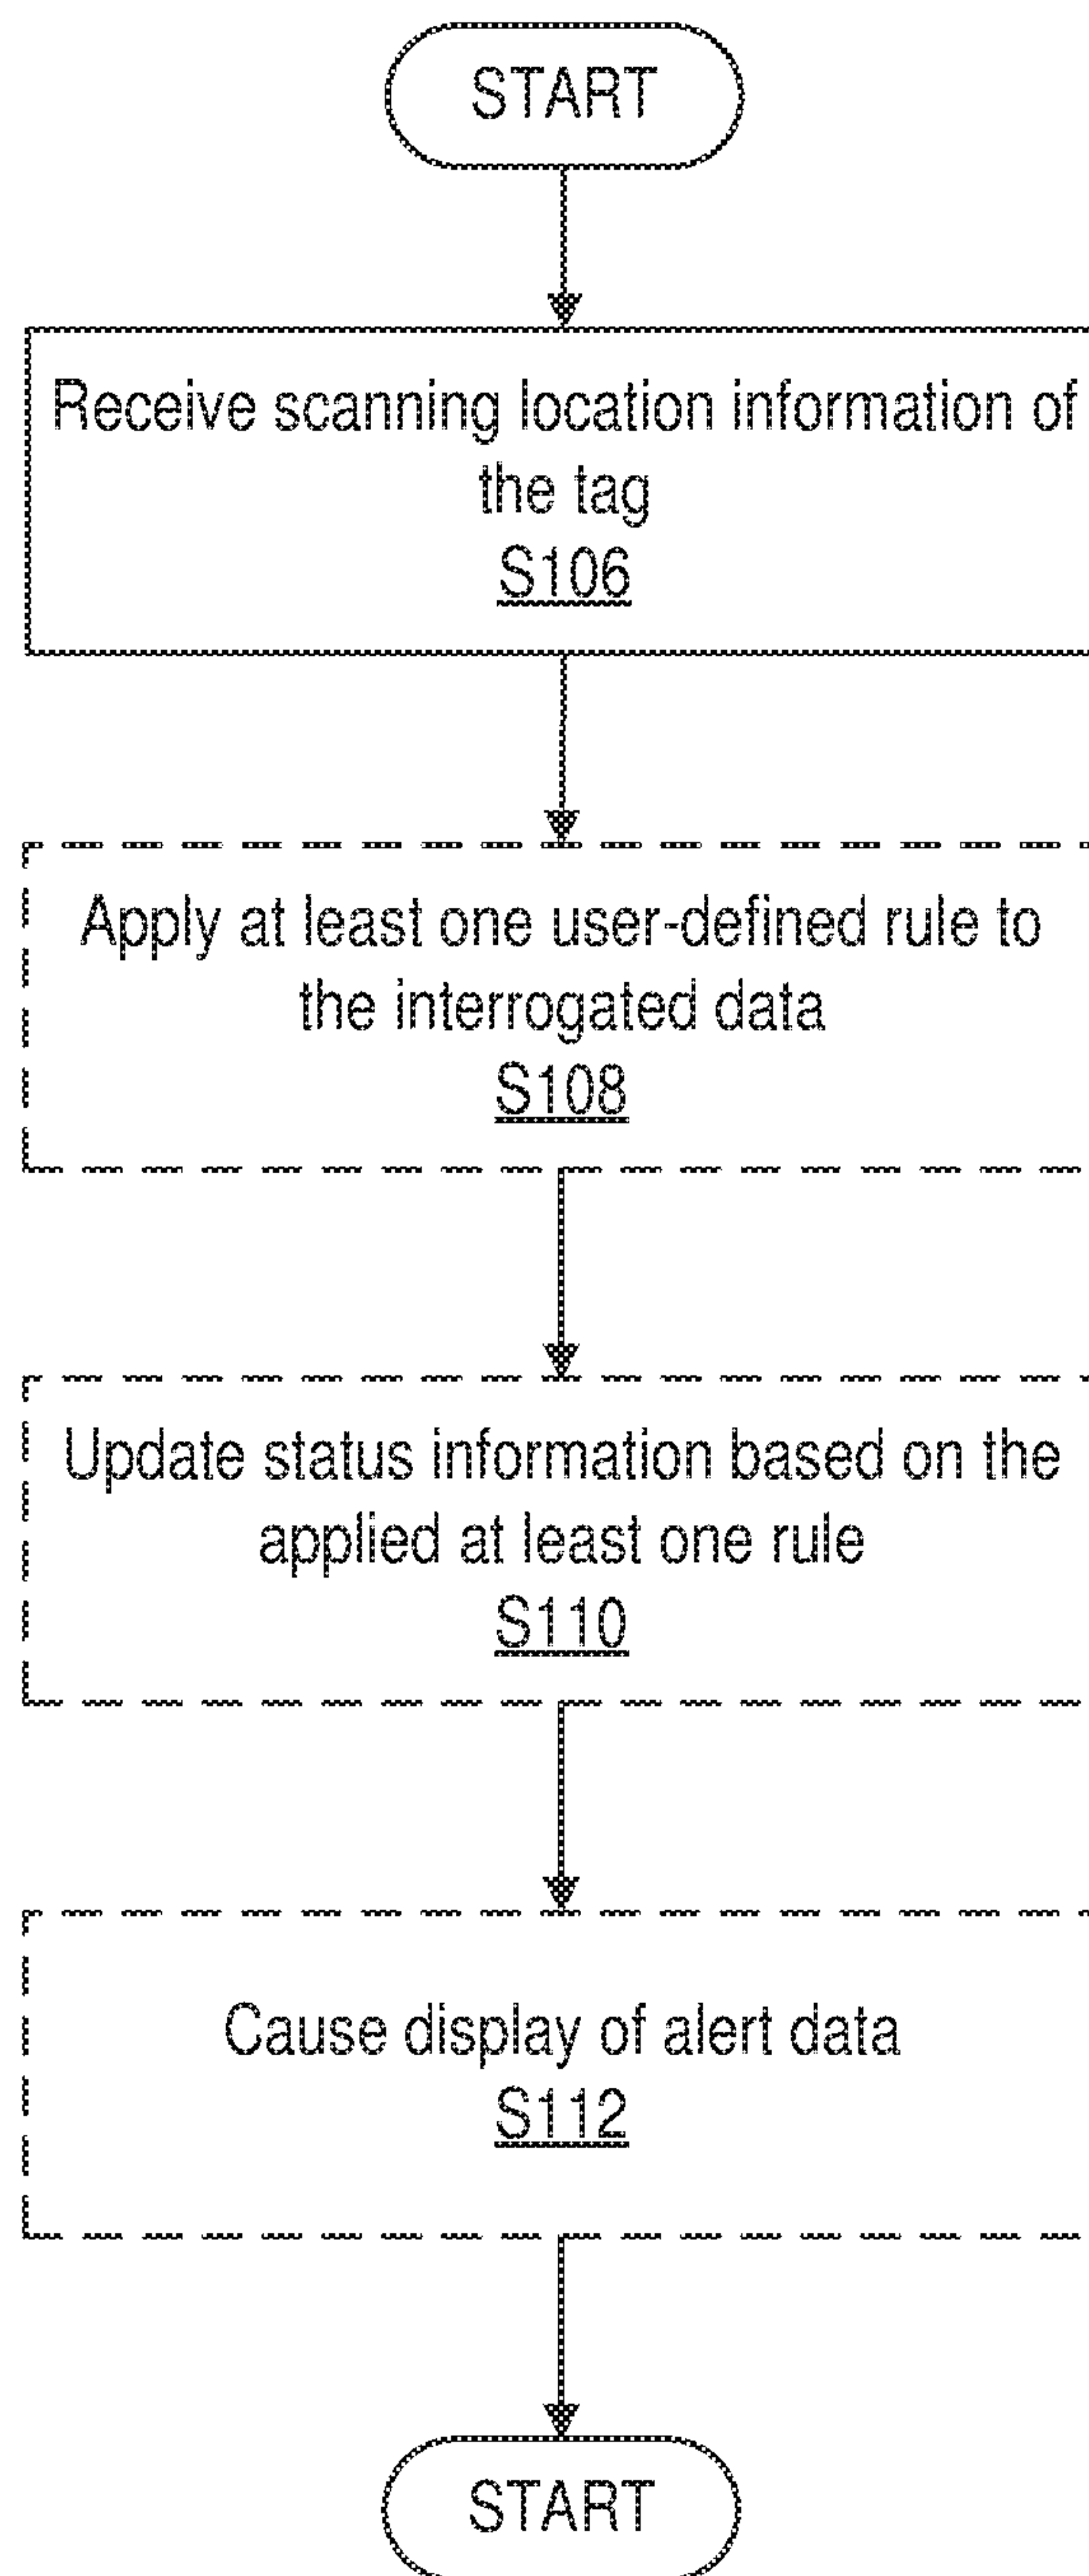 START
Receive scanning location information of
the tag
S106
Apply at least one user-defined rule to
the interrogated data
S108
Update status information based on the
applied at least one rule
S110
Cause display of alert data
S112
START